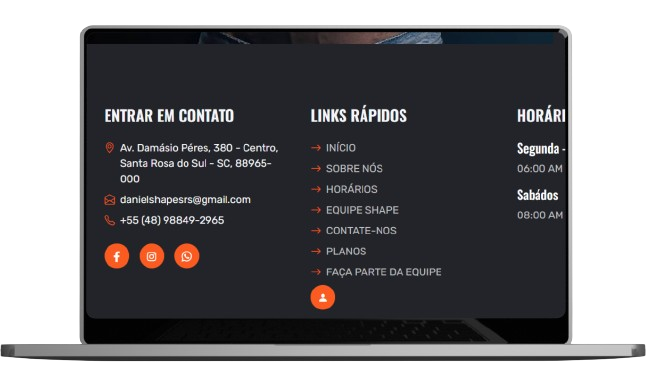 ENTRAR EM CONTATO
Av. Damásio Péres, 380 - Centro,
Santa Rosa do Sul - SC, 88965-
000
danielshapesrs@gmail.com
+55 (48) 98849-2965
LINKS RÁPIDOS
INÍCIO
SOBRE NÓS
HORÁRIOS
EQUIPE SHAPE
CONTATE-NOS
PLANOS
FAÇA PARTE DA EQUIPE
HORÁRI
Segunda -
06:00 AM
Sabádos
08:00 AM